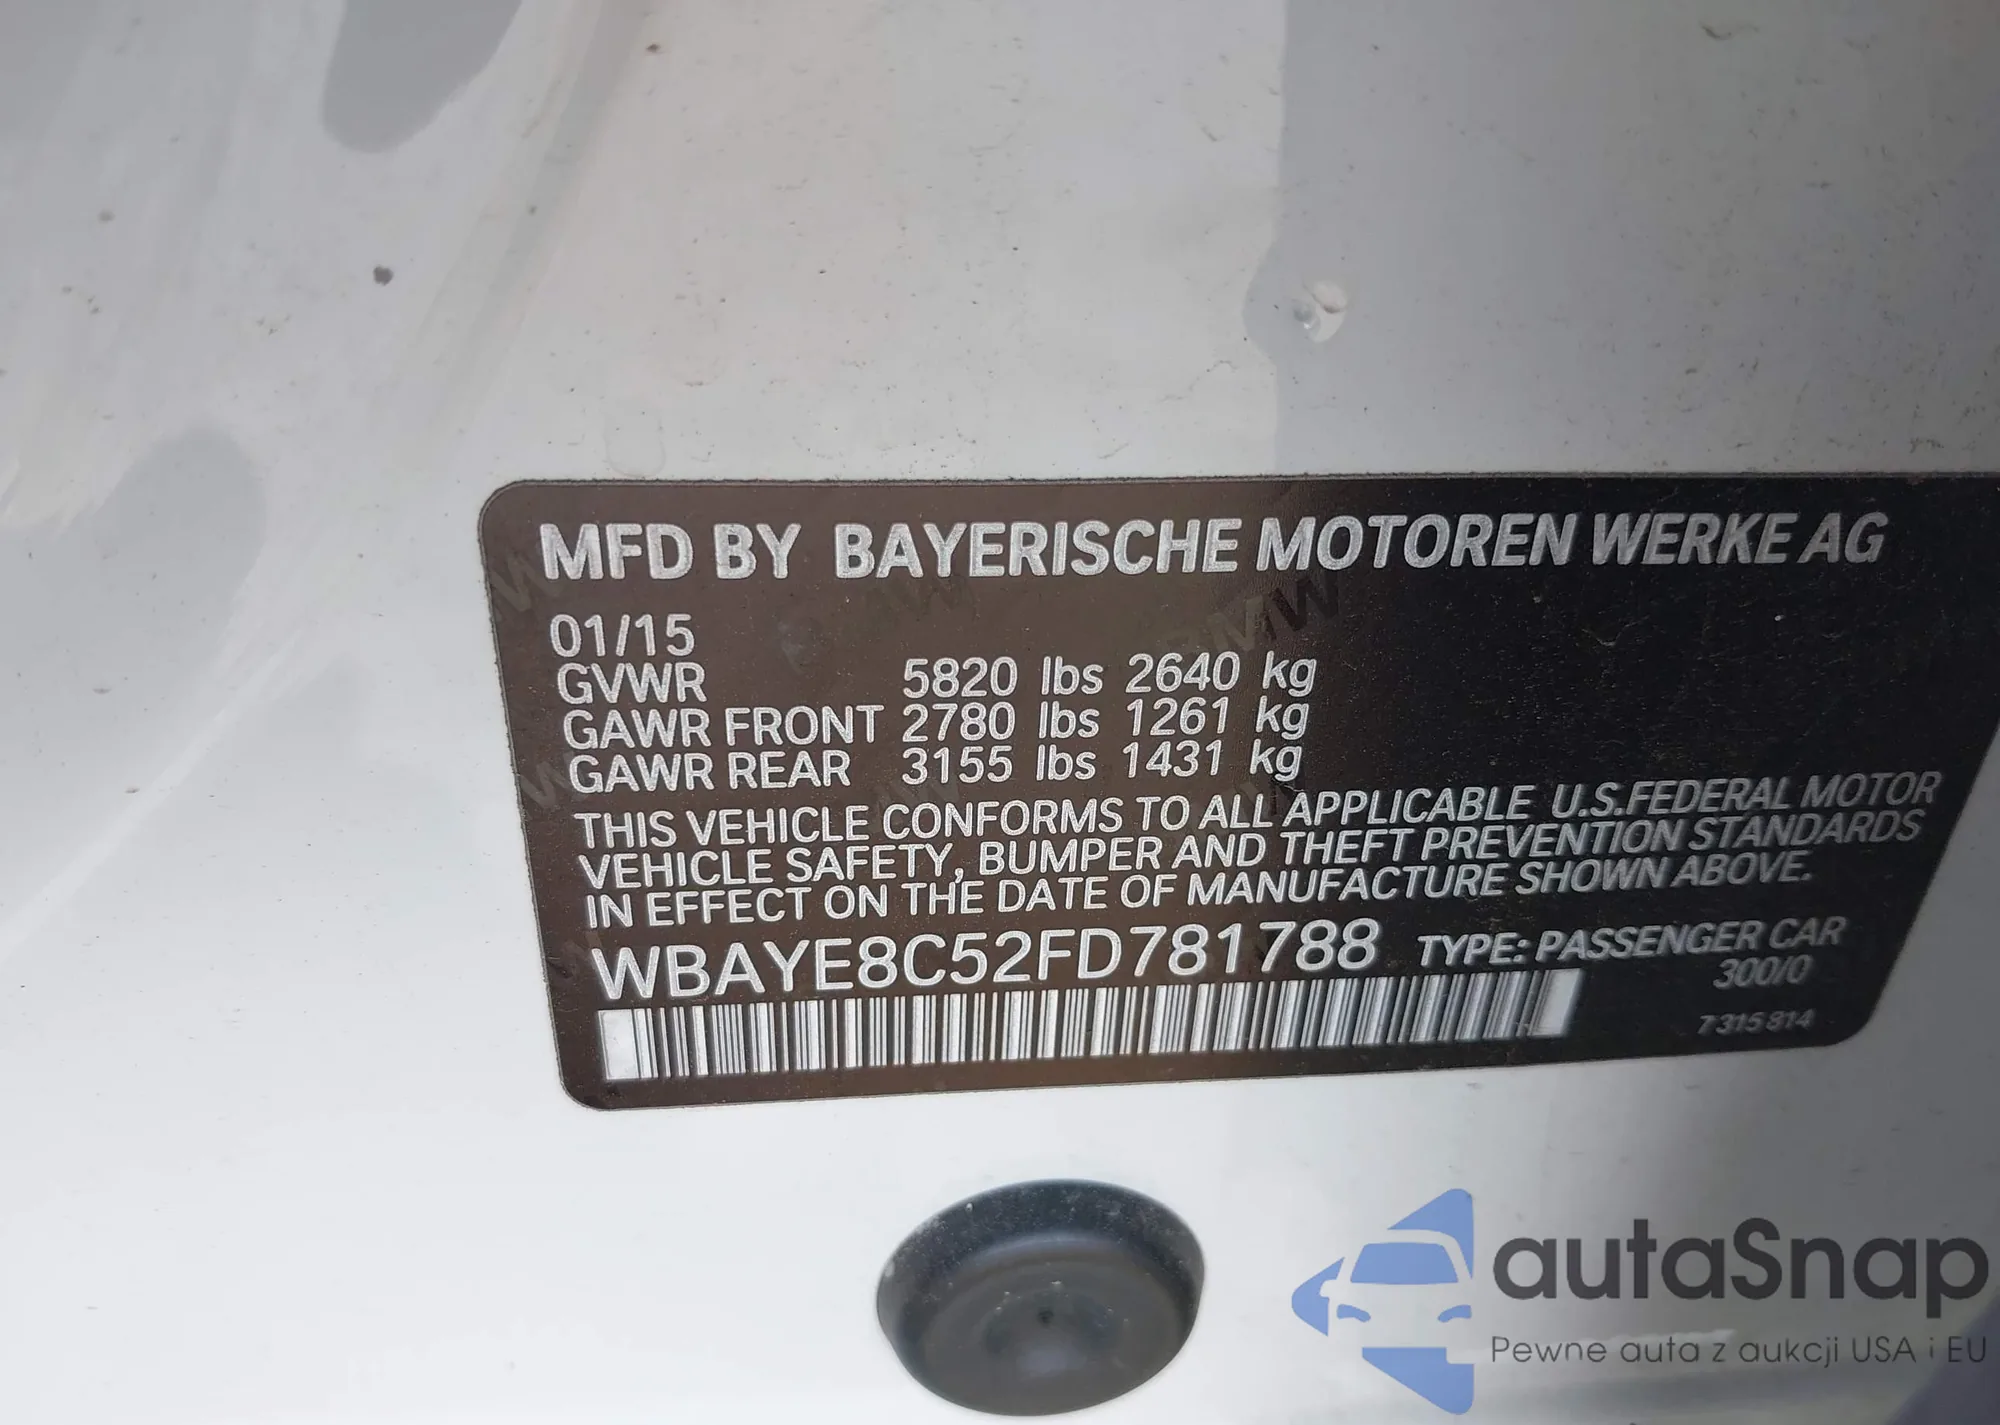 MFD BY BAYERISCHE MOTOREN WERKE AG
01/15
GVWR 5820 lbs 2640 kg
GAWR FRONT 2780 lbs 1261 kg
GAWR REAR 3155 lbs 1431 kg
THIS VEHICLE CONFORMS TO ALL APPLICABLE U.S.FEDERAL MOTOR
VEHICLE SAFETY, BUMPER AND THEFT PREVENTION STANDARDS
IN EFFECT ON THE DATE OF MANUFACTURE SHOWN ABOVE.
WBAYE8C52FD781788 TYPE: PASSENGER CAR
300/0
7 315 814
autaSnap
Pewne auta z aukcji USA i EU